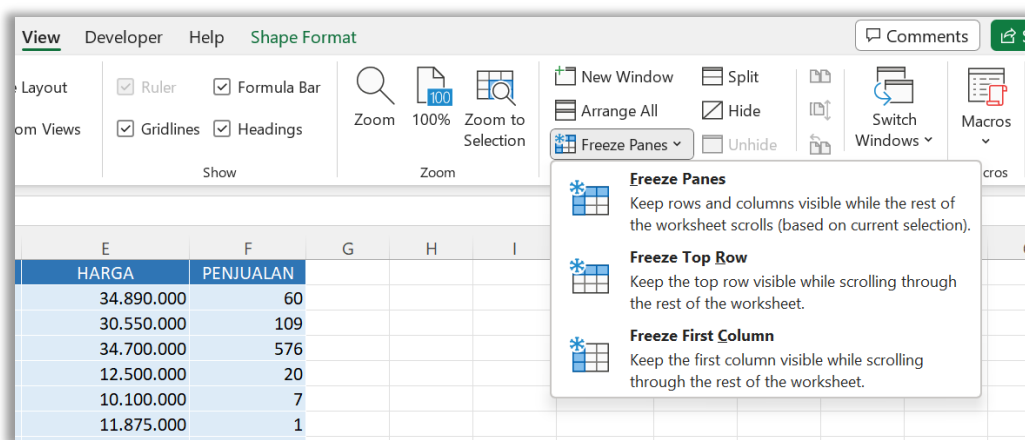 View Developer Help Shape Format Comments
Layout Ruler Formula Bar
Views Gridlines Headings
Show
Zoom 100% Zoom to Selection
100
Zoom
New Window Split
Arrange All Hide
Freeze Panes Unhide
Switch Windows
Macros
Freeze Panes
Keep rows and columns visible while the rest of
the worksheet scrolls (based on current selection).
Freeze Top Row
Keep the top row visible while scrolling through
the rest of the worksheet.
Freeze First Column
Keep the first column visible while scrolling
through the rest of the worksheet.
E F G H I
HARGA PENJUALAN
34.890.000 60
30.550.000 109
34.700.000 576
12.500.000 20
10.100.000 7
11.875.000 1